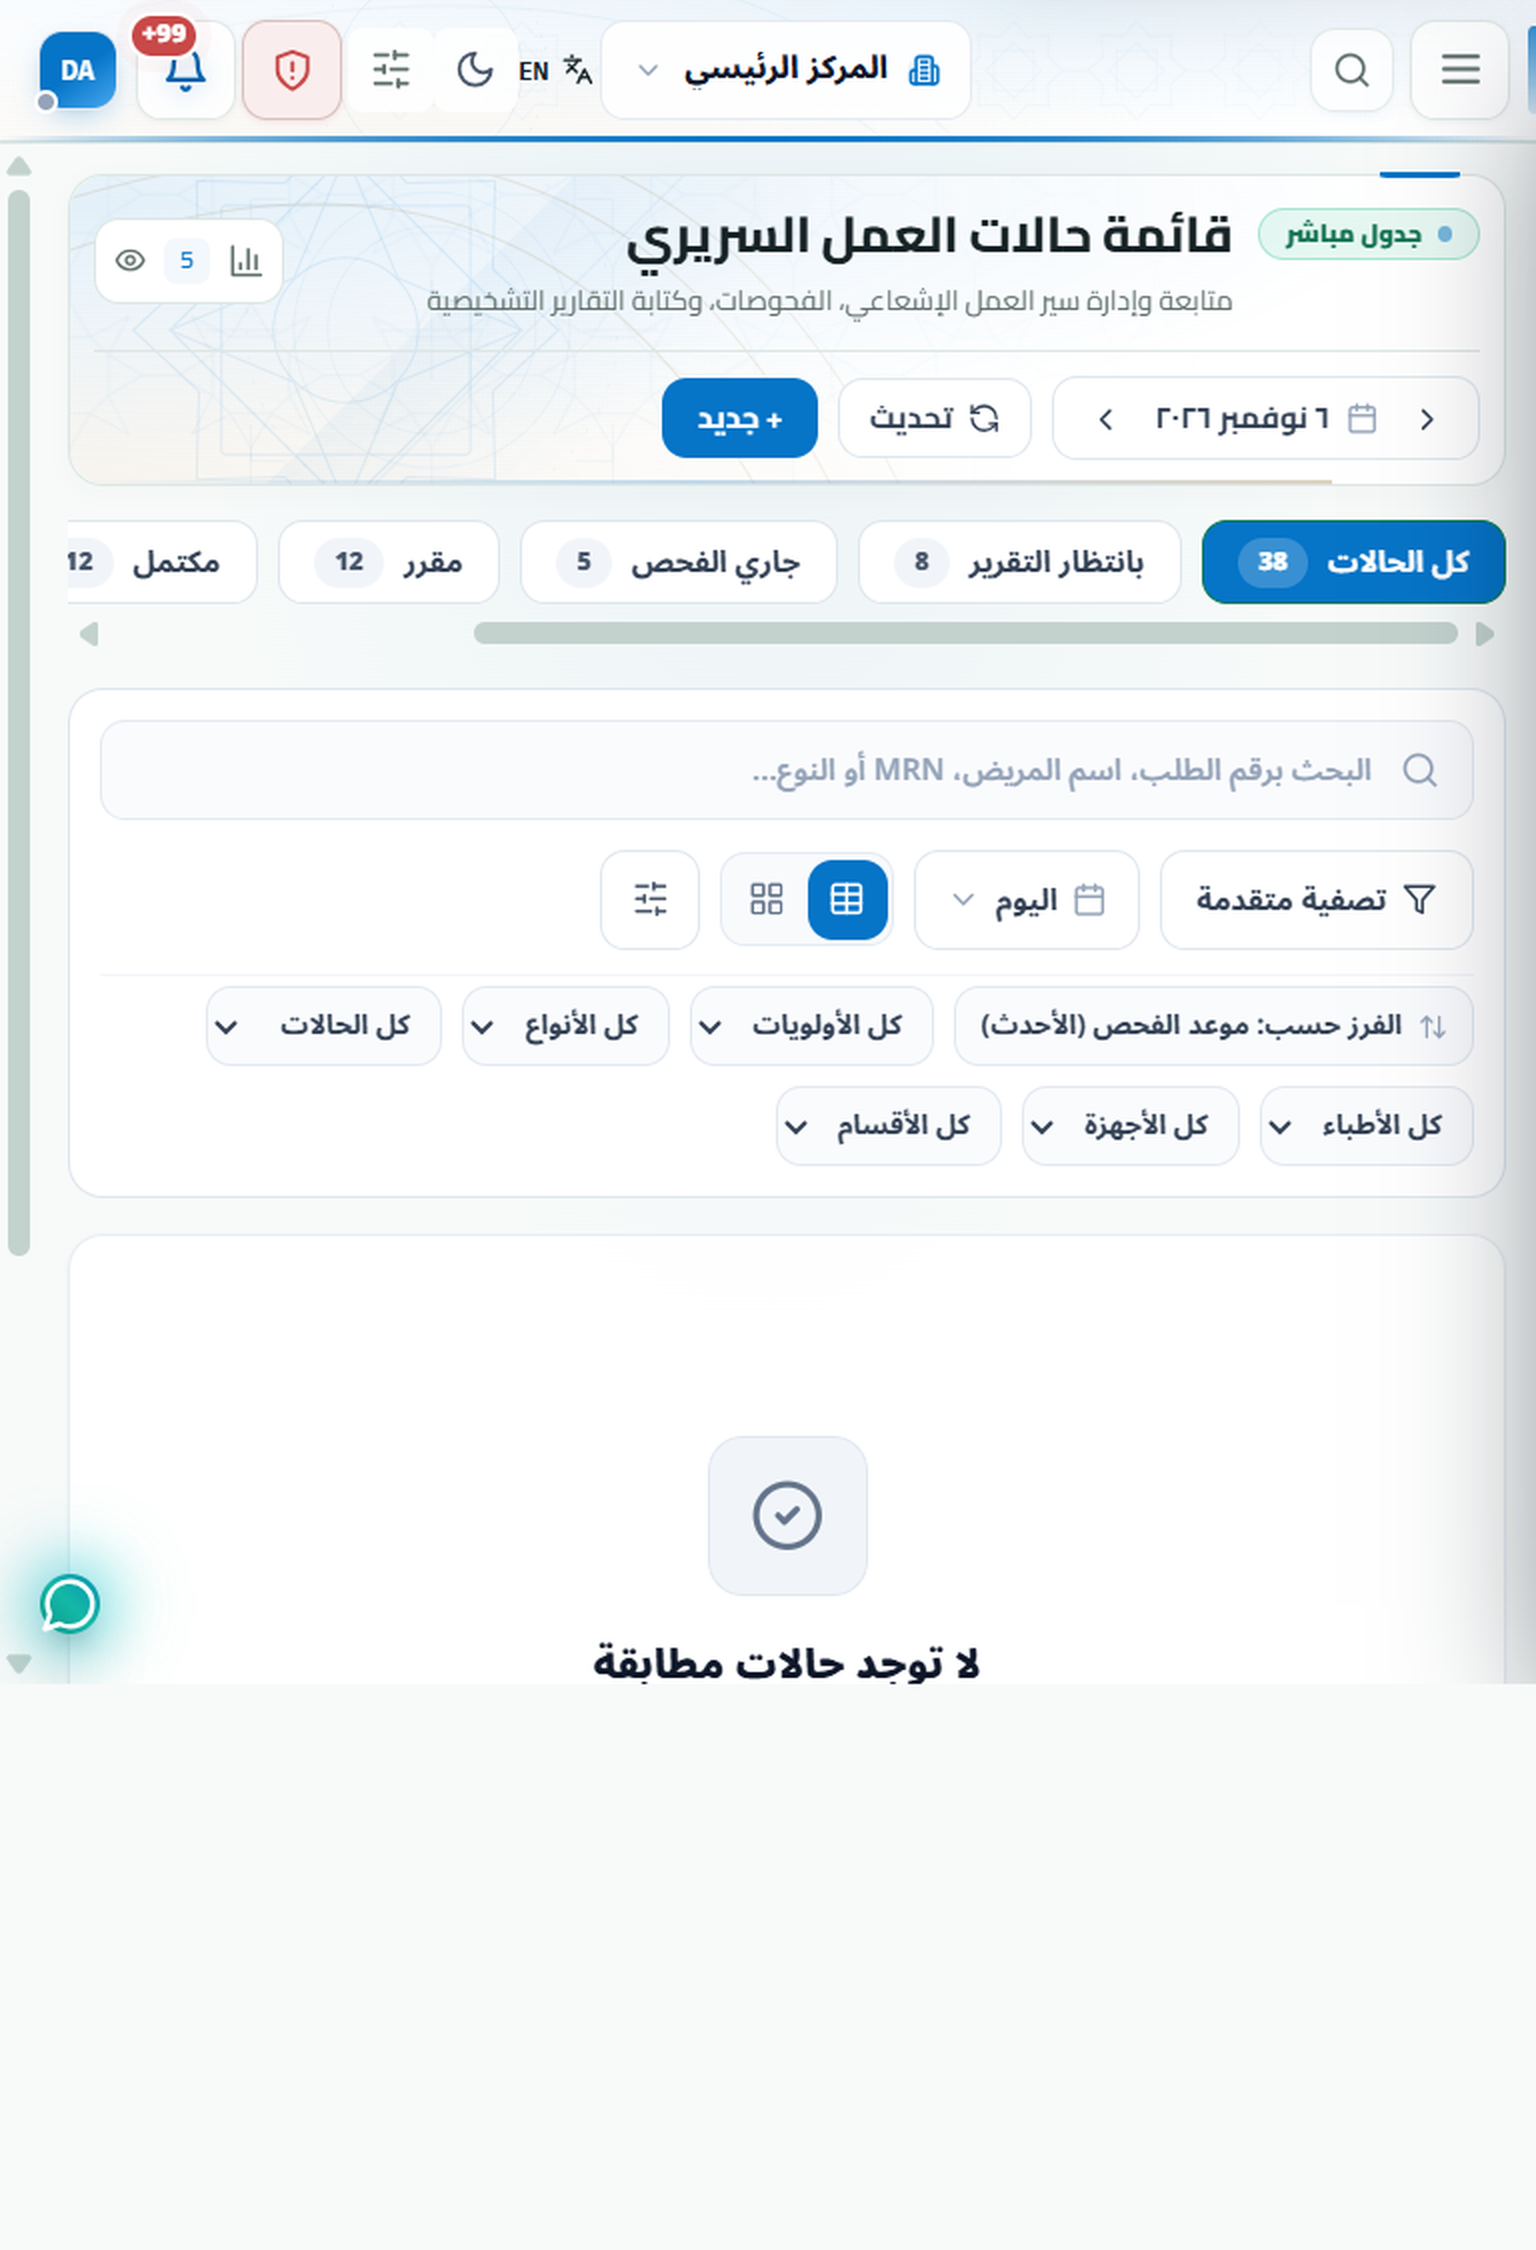 المركز الرئيسي
EN
+99
DA
جدول مباشر
قائمة حالات العمل السريري
متابعة وإدارة سير العمل الإشعاعي، الفحوصات، وكتابة التقارير التشخيصية
5
٦ نوفمبر ٢٠٢٦
تحديث
+ جديد
كل الحالات 38
بانتظار التقرير 8
جاري الفحص 5
مقرر 12
مكتمل 12
البحث برقم الطلب، اسم المريض، MRN أو النوع...
تصفية متقدمة
اليوم
الفرز حسب: موعد الفحص (الأحدث)
كل الأولويات
كل الأنواع
كل الحالات
كل الأطباء
كل الأجهزة
كل الأقسام
لا توجد حالات مطابقة